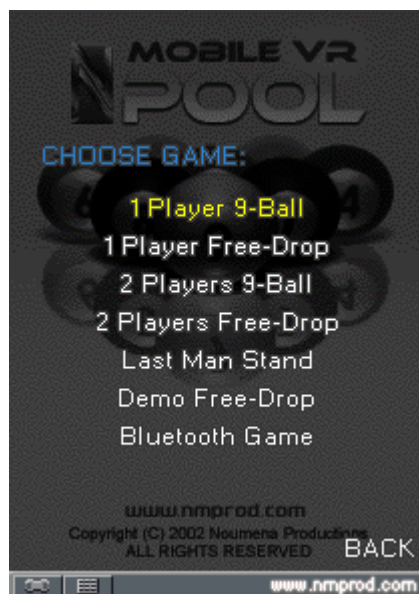 MOBILE VR
POOL
CHOOSE GAME:
1 Player 9-Ball
1 Player Free-Drop
2 Players 9-Ball
2 Players Free-Drop
Last Man Stand
Demo Free-Drop
Bluetooth Game
www.nmprod.com
Copyright (C) 2002 Noumena Productions
ALL RIGHTS RESERVED
BACK
www.nmprod.com